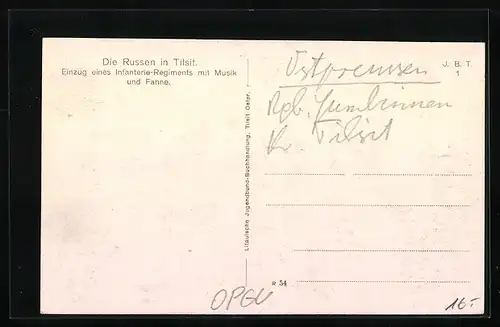 Die Russen in Tilsit.
Einzug eines Infanterie-Regiments mit Musik
und Fahne.
Litauische Jugendbund-Buchhandlung, Tilsit Ostpr.
Ostpreussen
Rgb. Gumbinnen
Kr. Tilsit
J. B. T.
1
R 54
OPGU
16.-